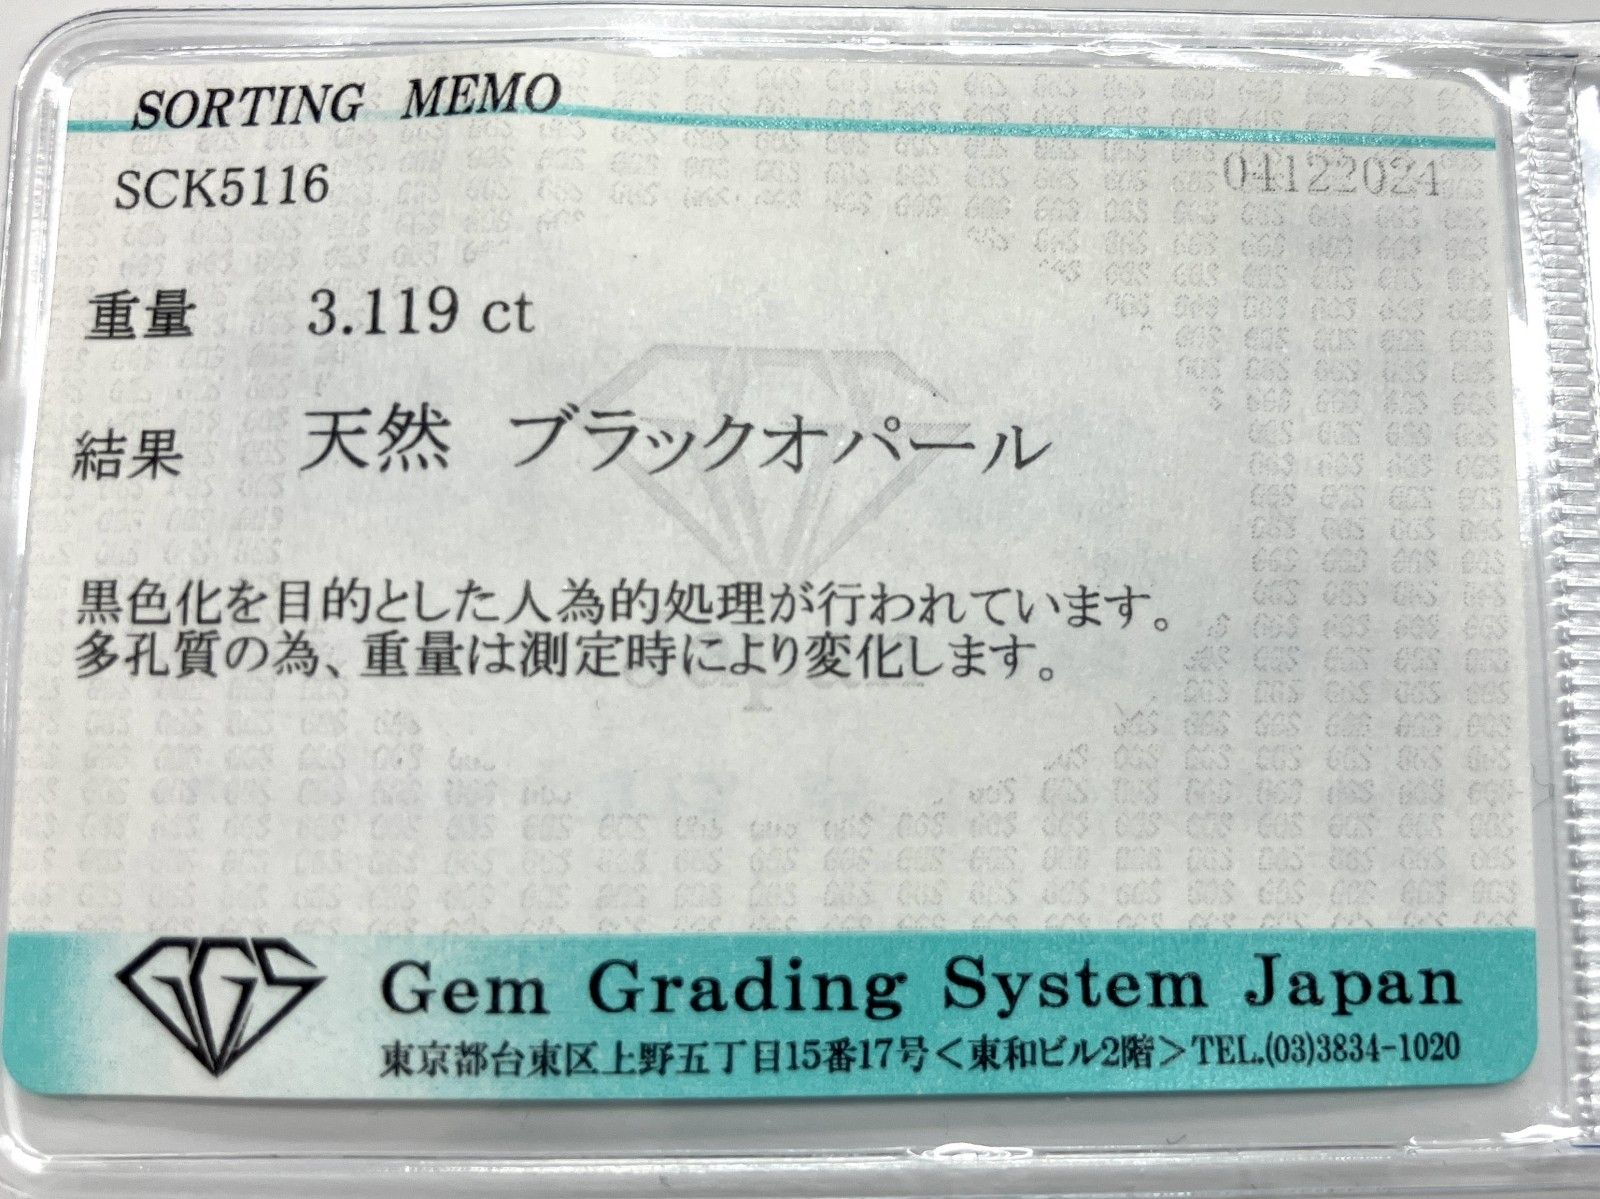 SORTING MEMO
SCK5116
04122024
重量 3.119 ct
結果 天然 ブラックオパール
黒色化を目的とした人為的処理が行われています。
多孔質の為、重量は測定時により変化します。
GGS
Gem Grading System Japan
東京都台東区上野五丁目15番17号＜東和ビル2階＞TEL.(03)3834-1020